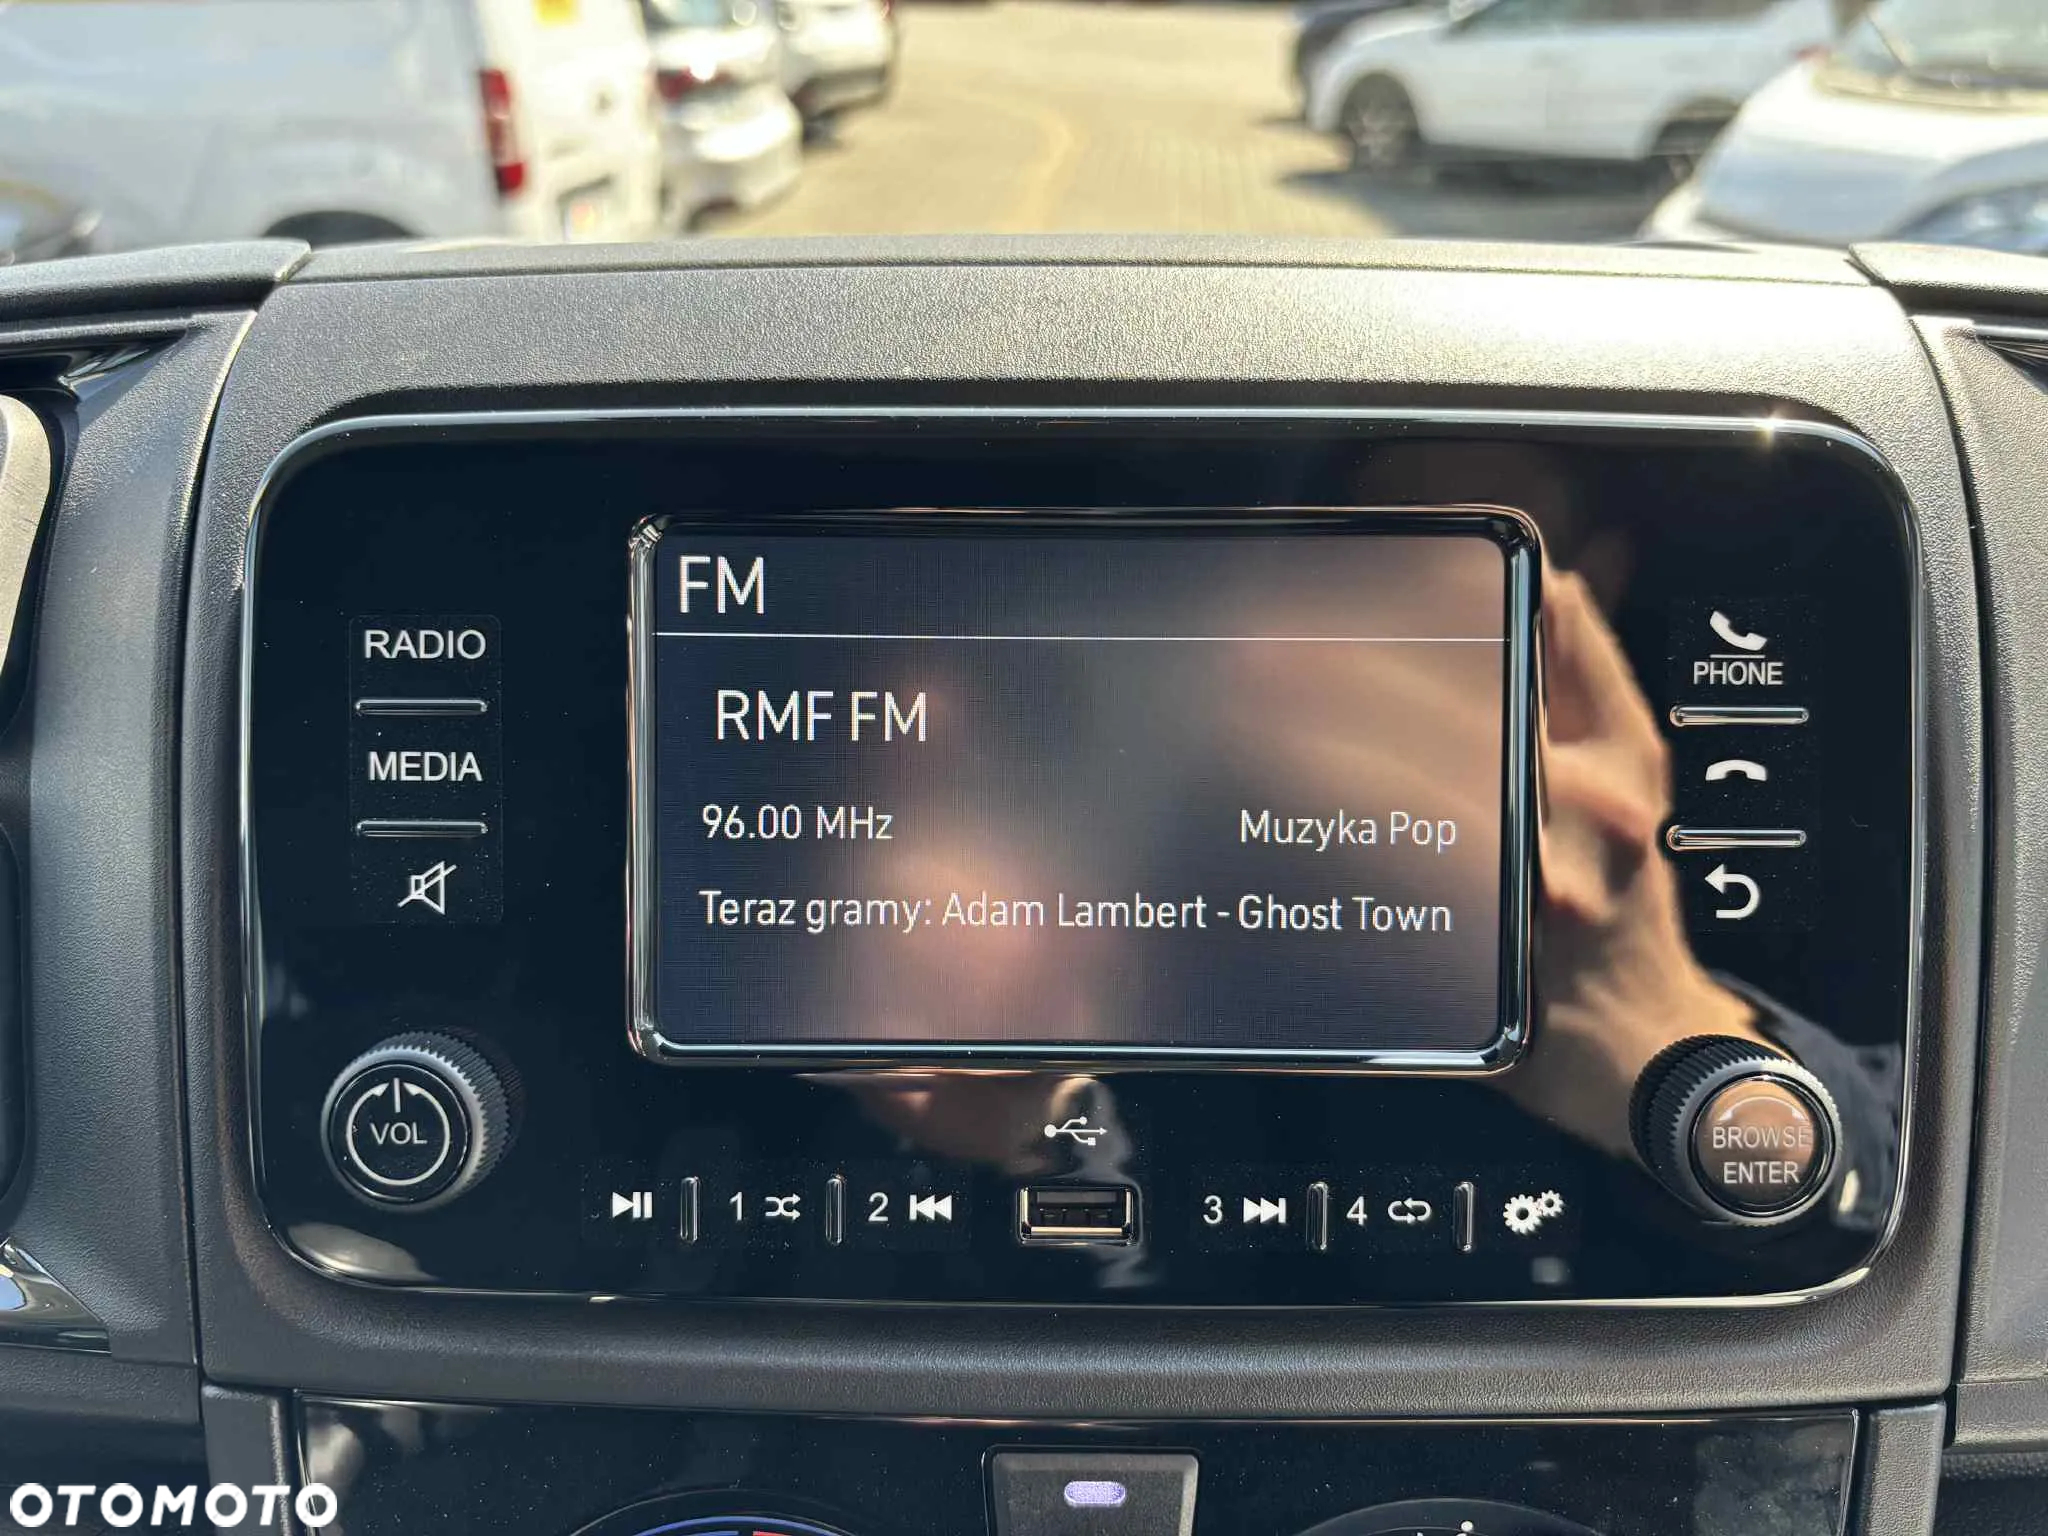 FM
RMF FM
96.00 MHz
Muzyka Pop
Teraz gramy: Adam Lambert - Ghost Town
RADIO
MEDIA
PHONE
VOL
BROWSE
ENTER
1
2
3
4
OTOMOTO